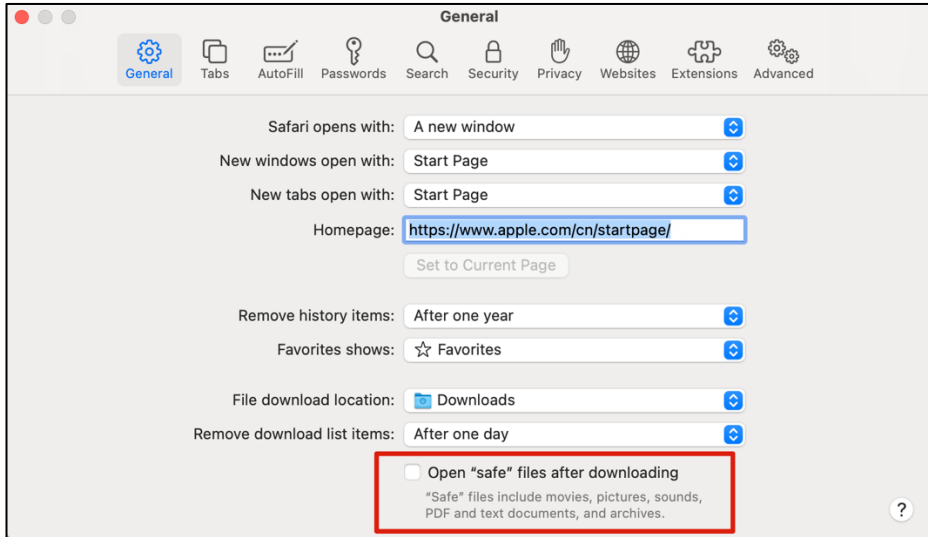 General
General Tabs AutoFill Passwords Search Security Privacy Websites Extensions Advanced
Safari opens with: A new window
New windows open with: Start Page
New tabs open with: Start Page
Homepage: https://www.apple.com/cn/startpage/
Set to Current Page
Remove history items: After one year
Favorites shows: Favorites
File download location: Downloads
Remove download list items: After one day
Open “safe” files after downloading
“Safe” files include movies, pictures, sounds,
PDF and text documents, and archives.
?